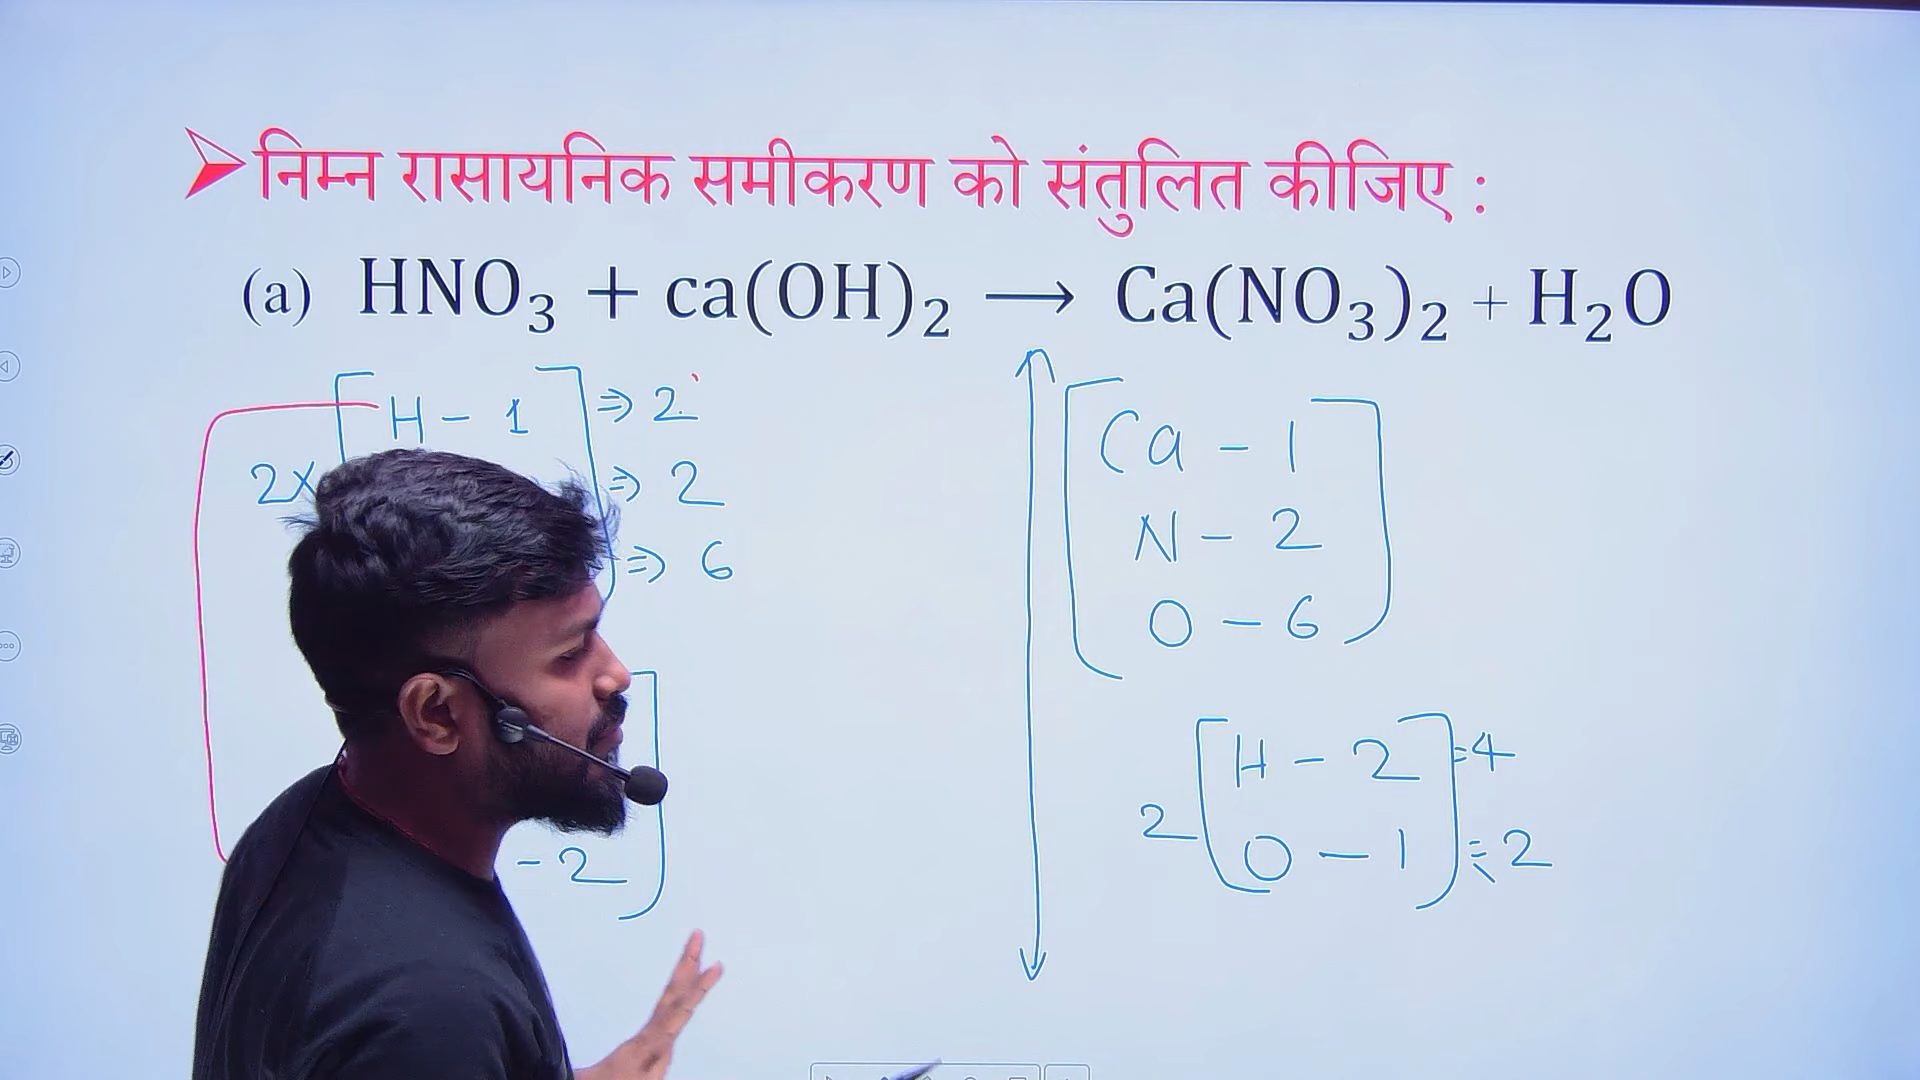 निम्न रासायनिक समीकरण को संतुलित कीजिए :
(a) HNO₃ + ca(OH)₂ ⟶ Ca(NO₃)₂ + H₂O
H - 1 ⇒ 2
2x ⇒ 2
⇒ 6
- 2
Ca - 1
N - 2
O - 6
H - 2 = 4
2
O - 1 = 2